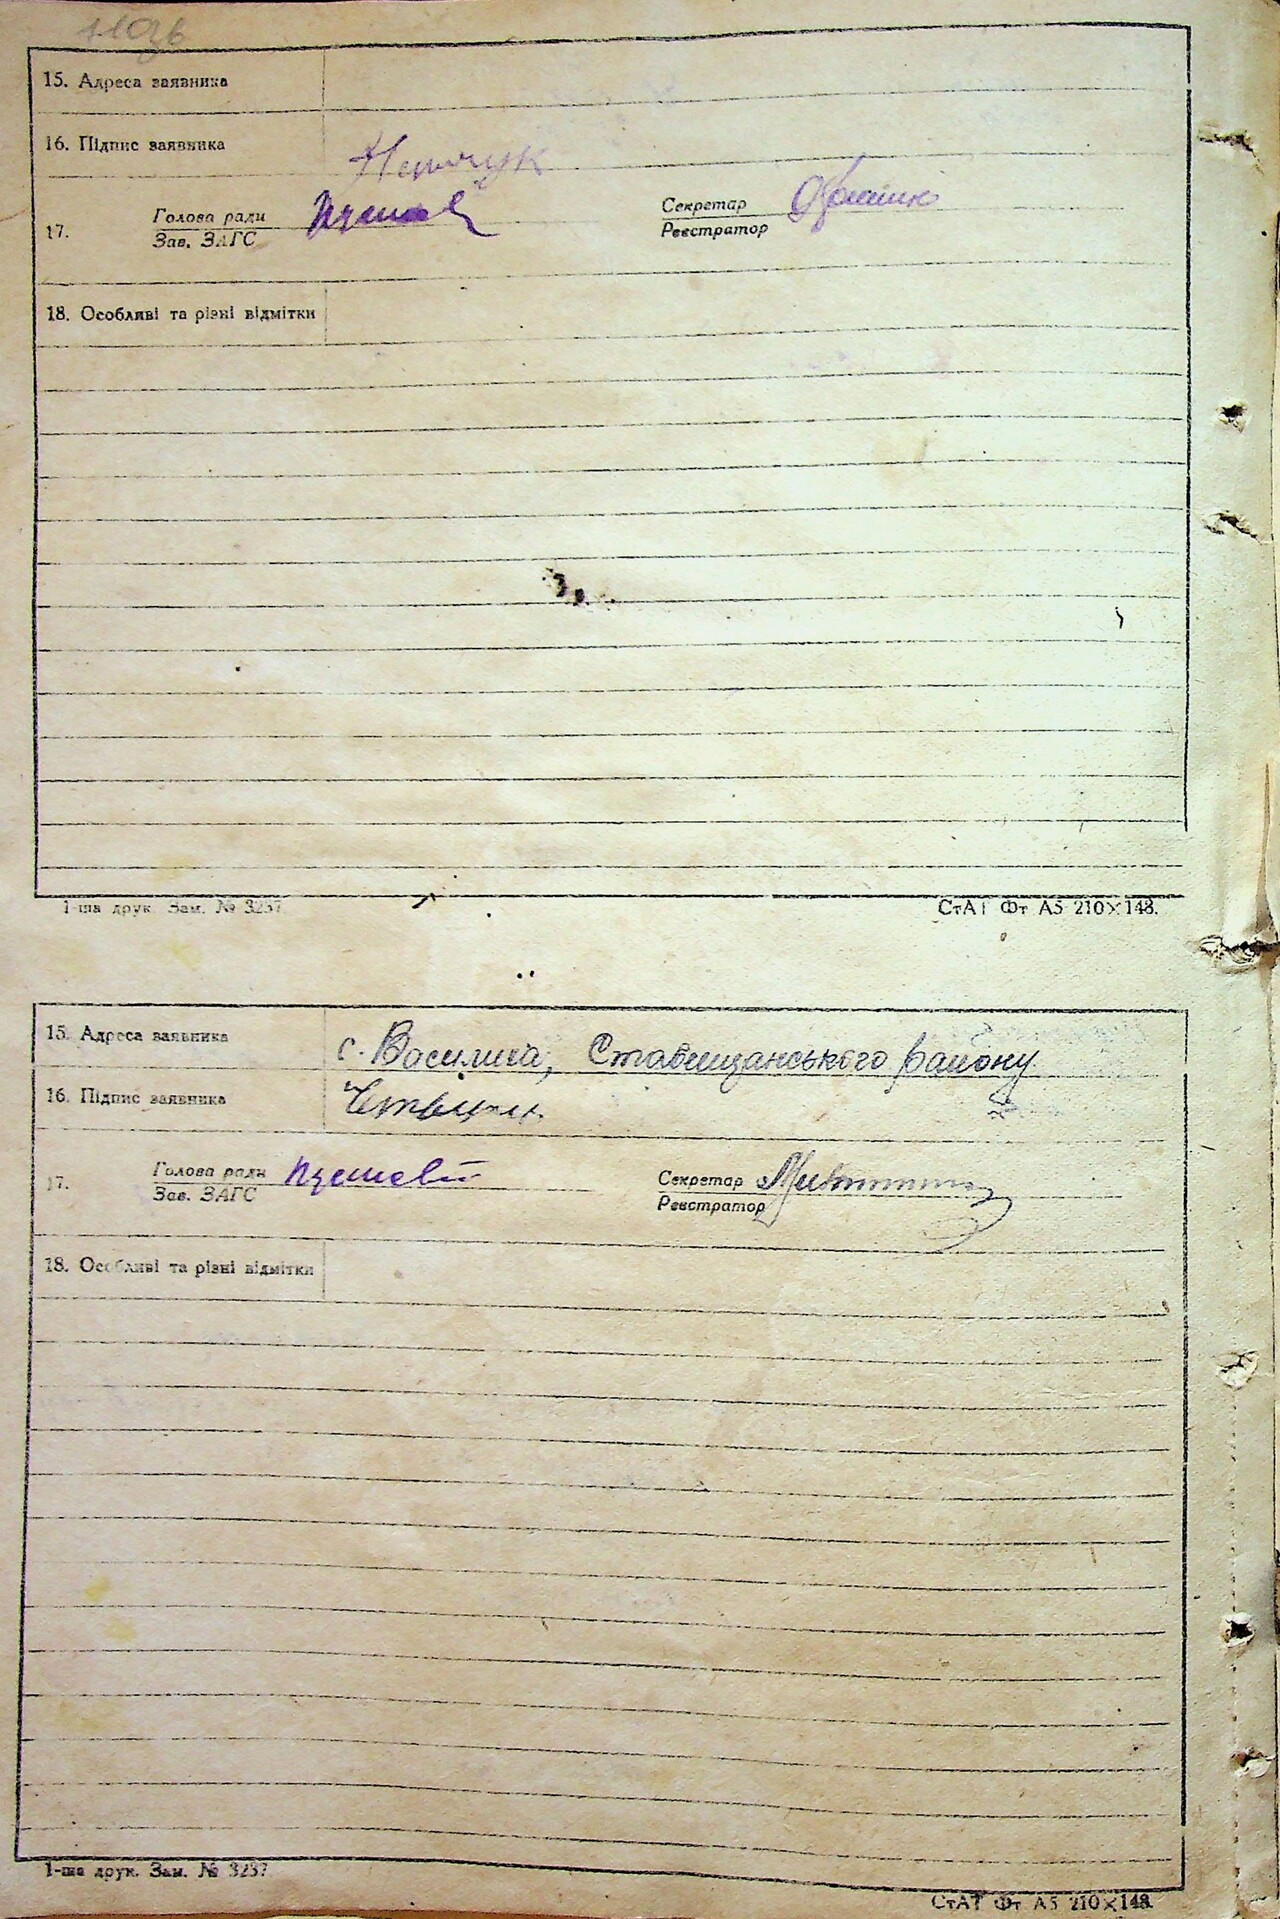 15. Адреса заявника
16. Підпис заявника
17. Голова ради Секретар
Зав. ЗАГС Реєстратор
18. Особливі та різні відмітки
1-ша друк. Зам. № 3237 СтАТ Фт А5 210×148.
15. Адреса заявника с. Василиха, Ставищанського району
16. Підпис заявника
17. Голова ради Секретар
Зав. ЗАГС Реєстратор
18. Особливі та різні відмітки
1-ша друк. Зам. № 3237
СтАТ Фт А5 210×148.